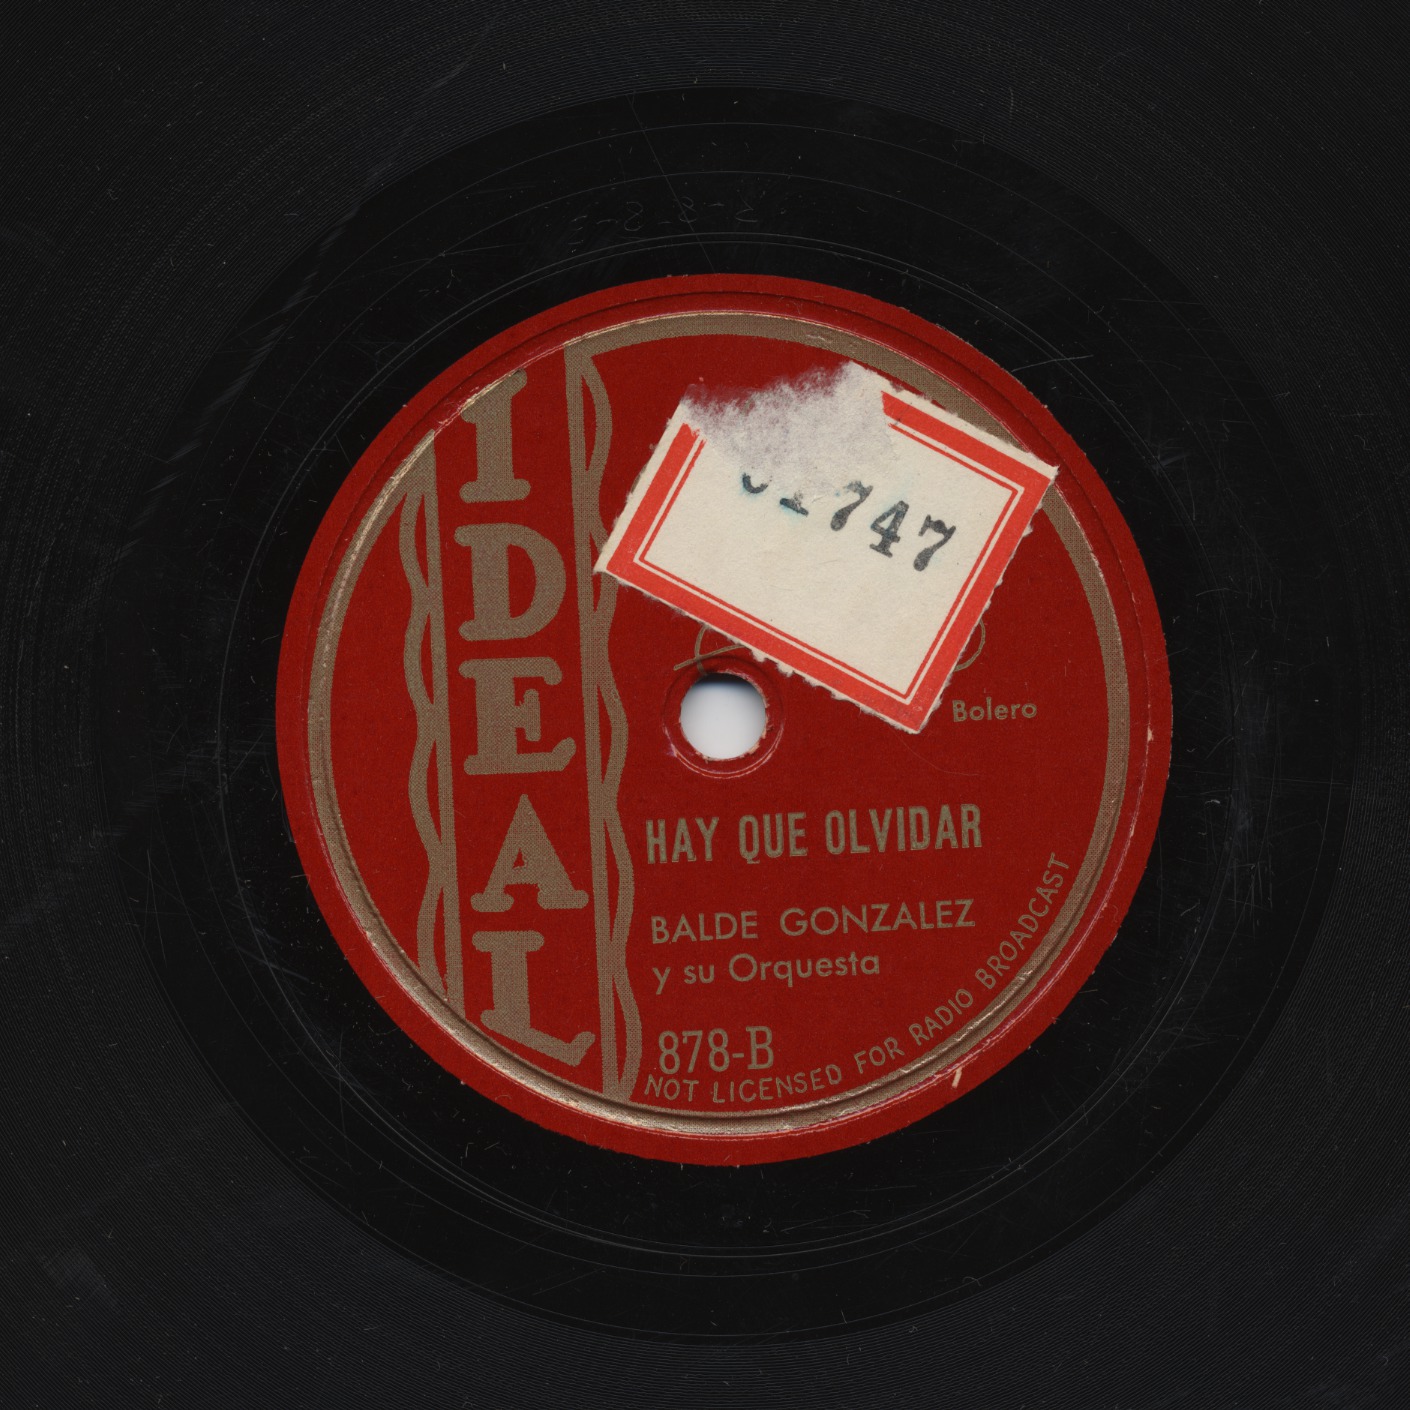 IDEAL
747
Bolero
HAY QUE OLVIDAR
BALDE GONZALEZ
y su Orquesta
878-B
NOT LICENSED FOR RADIO BROADCAST